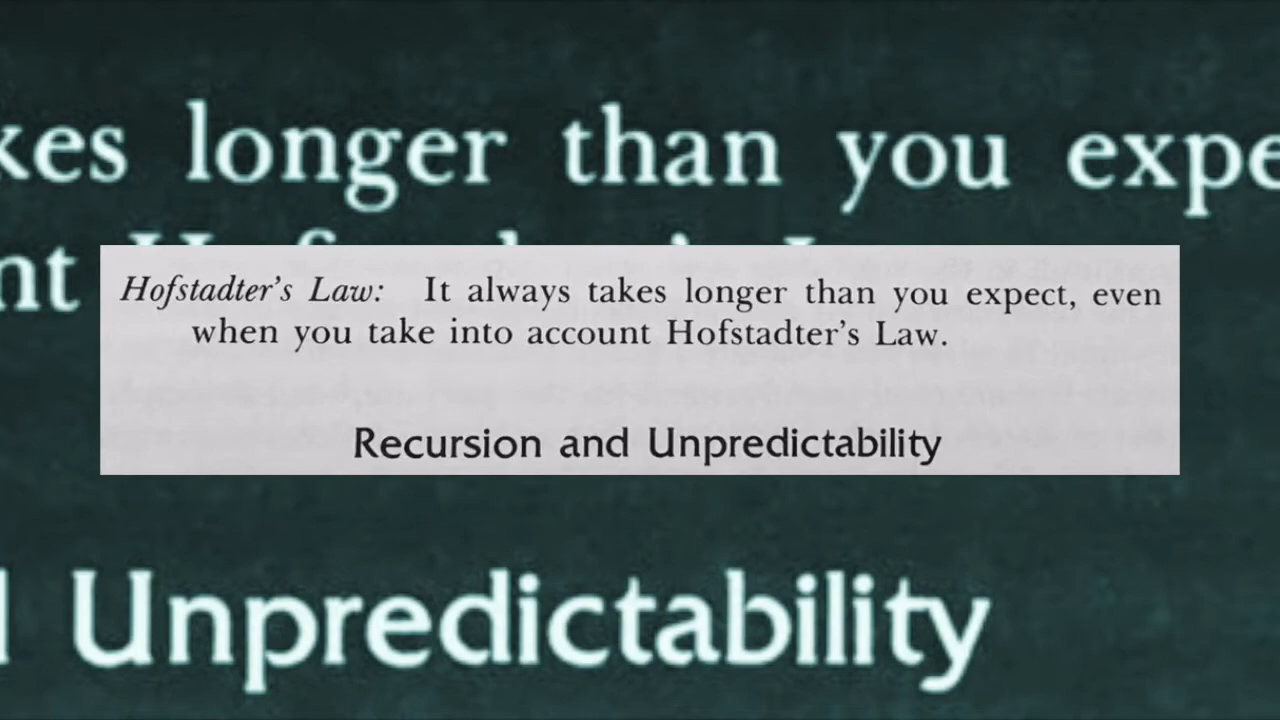 kes longer than you expe
nt
Hofstadter's Law: It always takes longer than you expect, even
when you take into account Hofstadter's Law.
Recursion and Unpredictability
Unpredictability